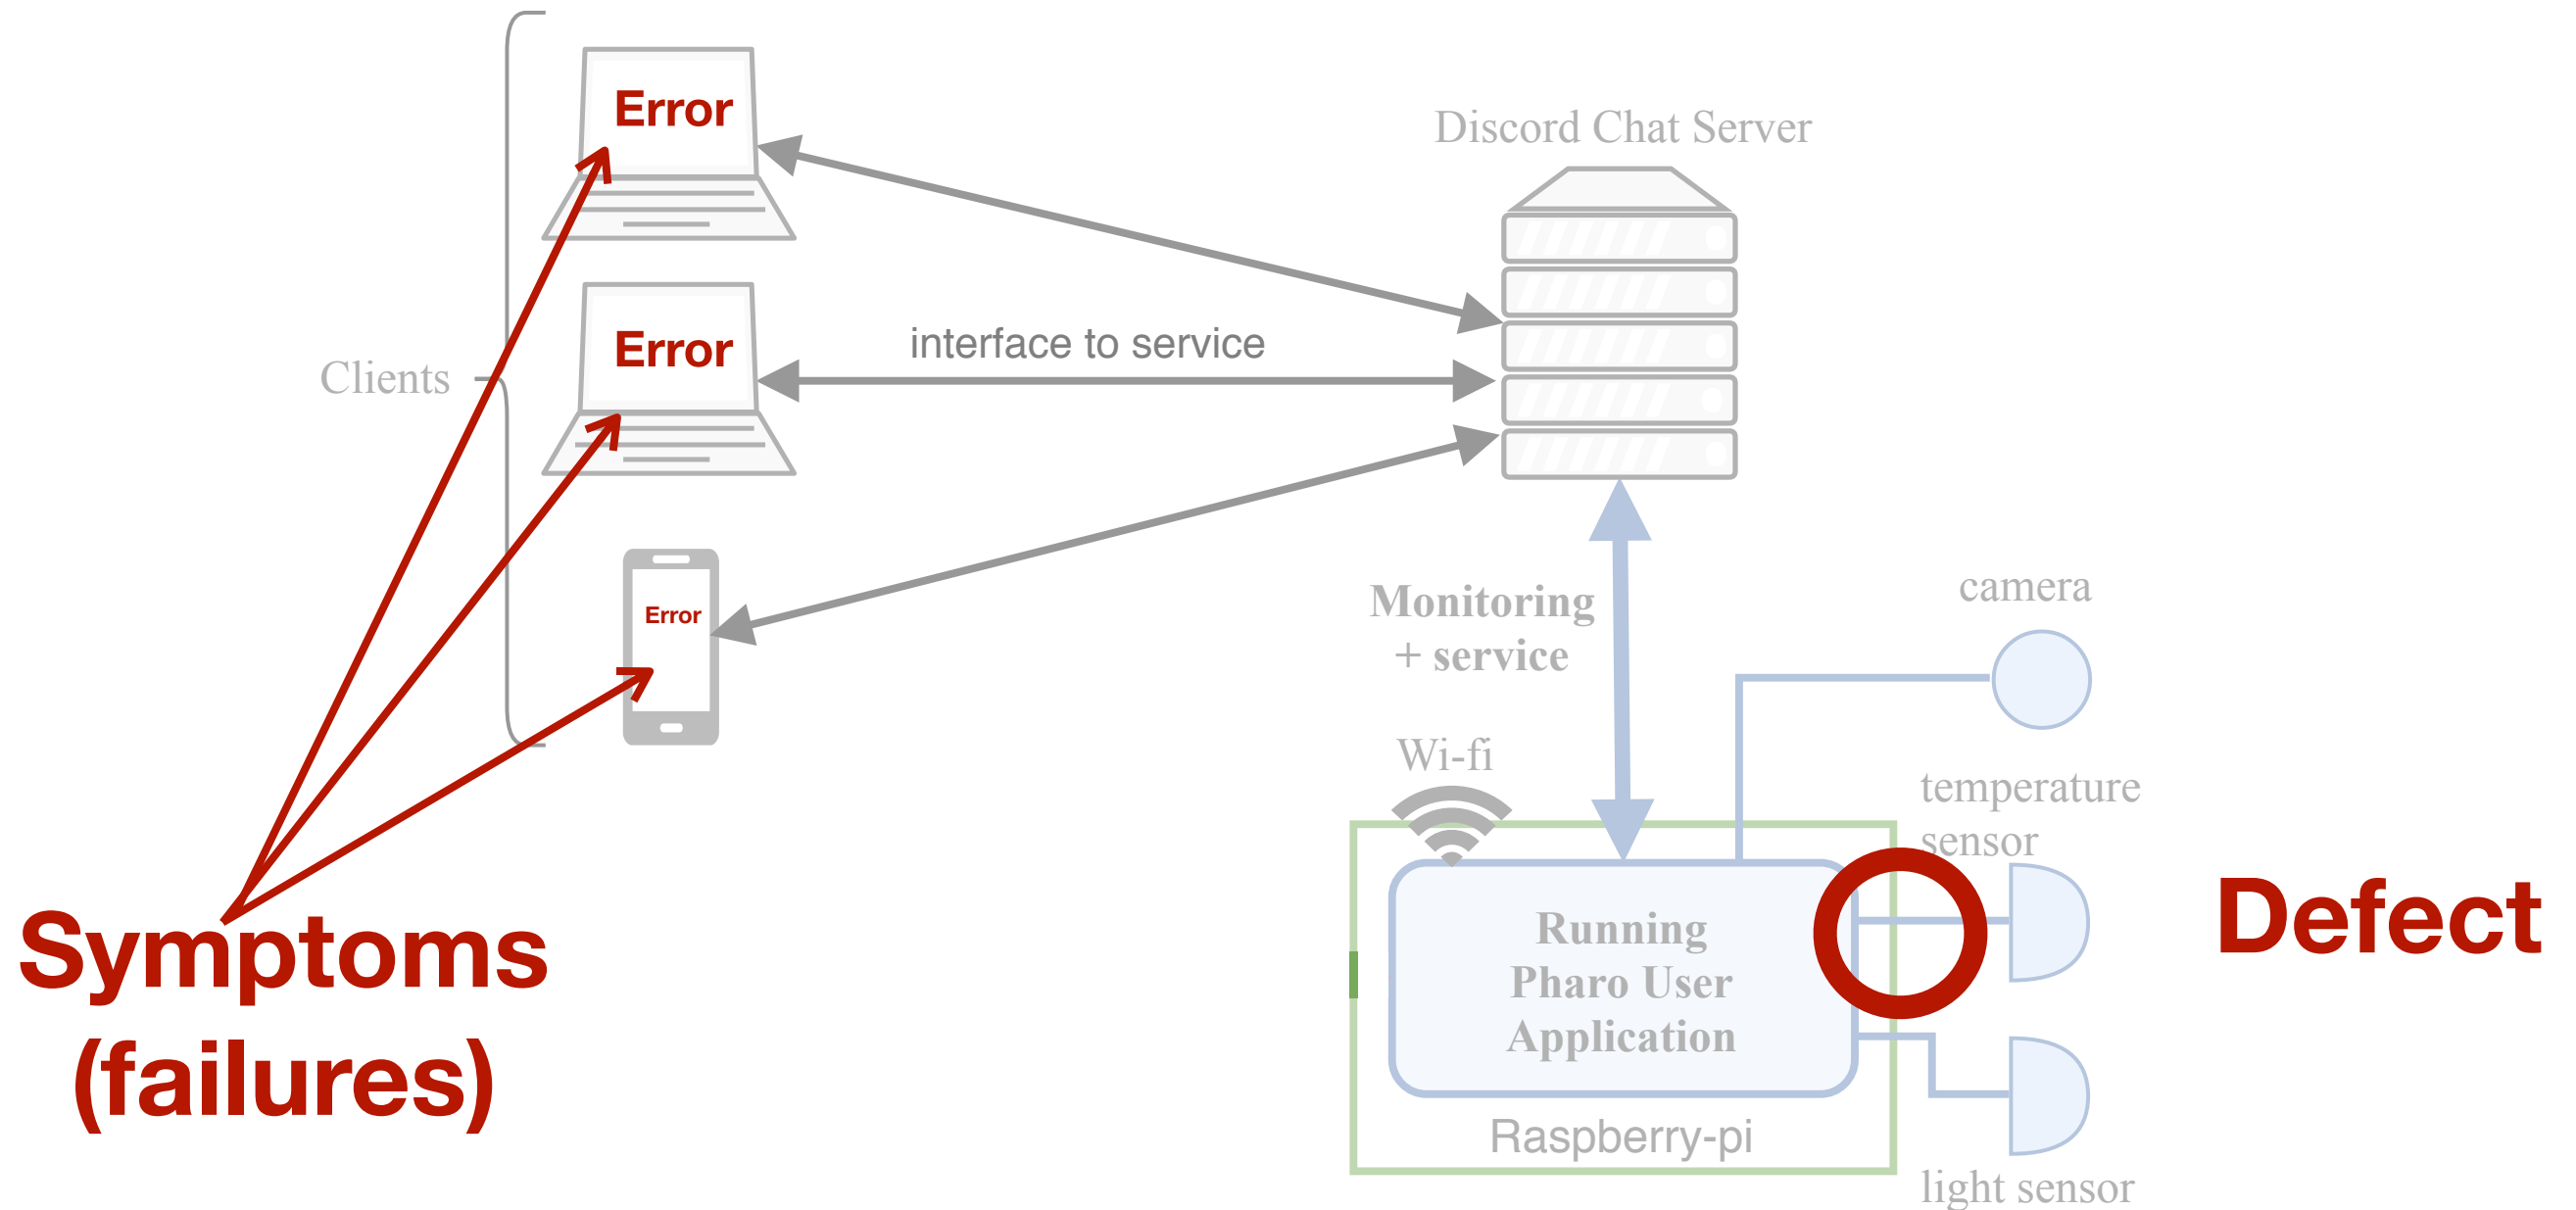 Error
Discord Chat Server
Error
interface to service
Clients
camera
Monitoring
+ service
Error
Wi-fi
temperature
sensor
Defect
Symptoms
(failures)
Running
Pharo User
Application
Raspberry-pi
light sensor